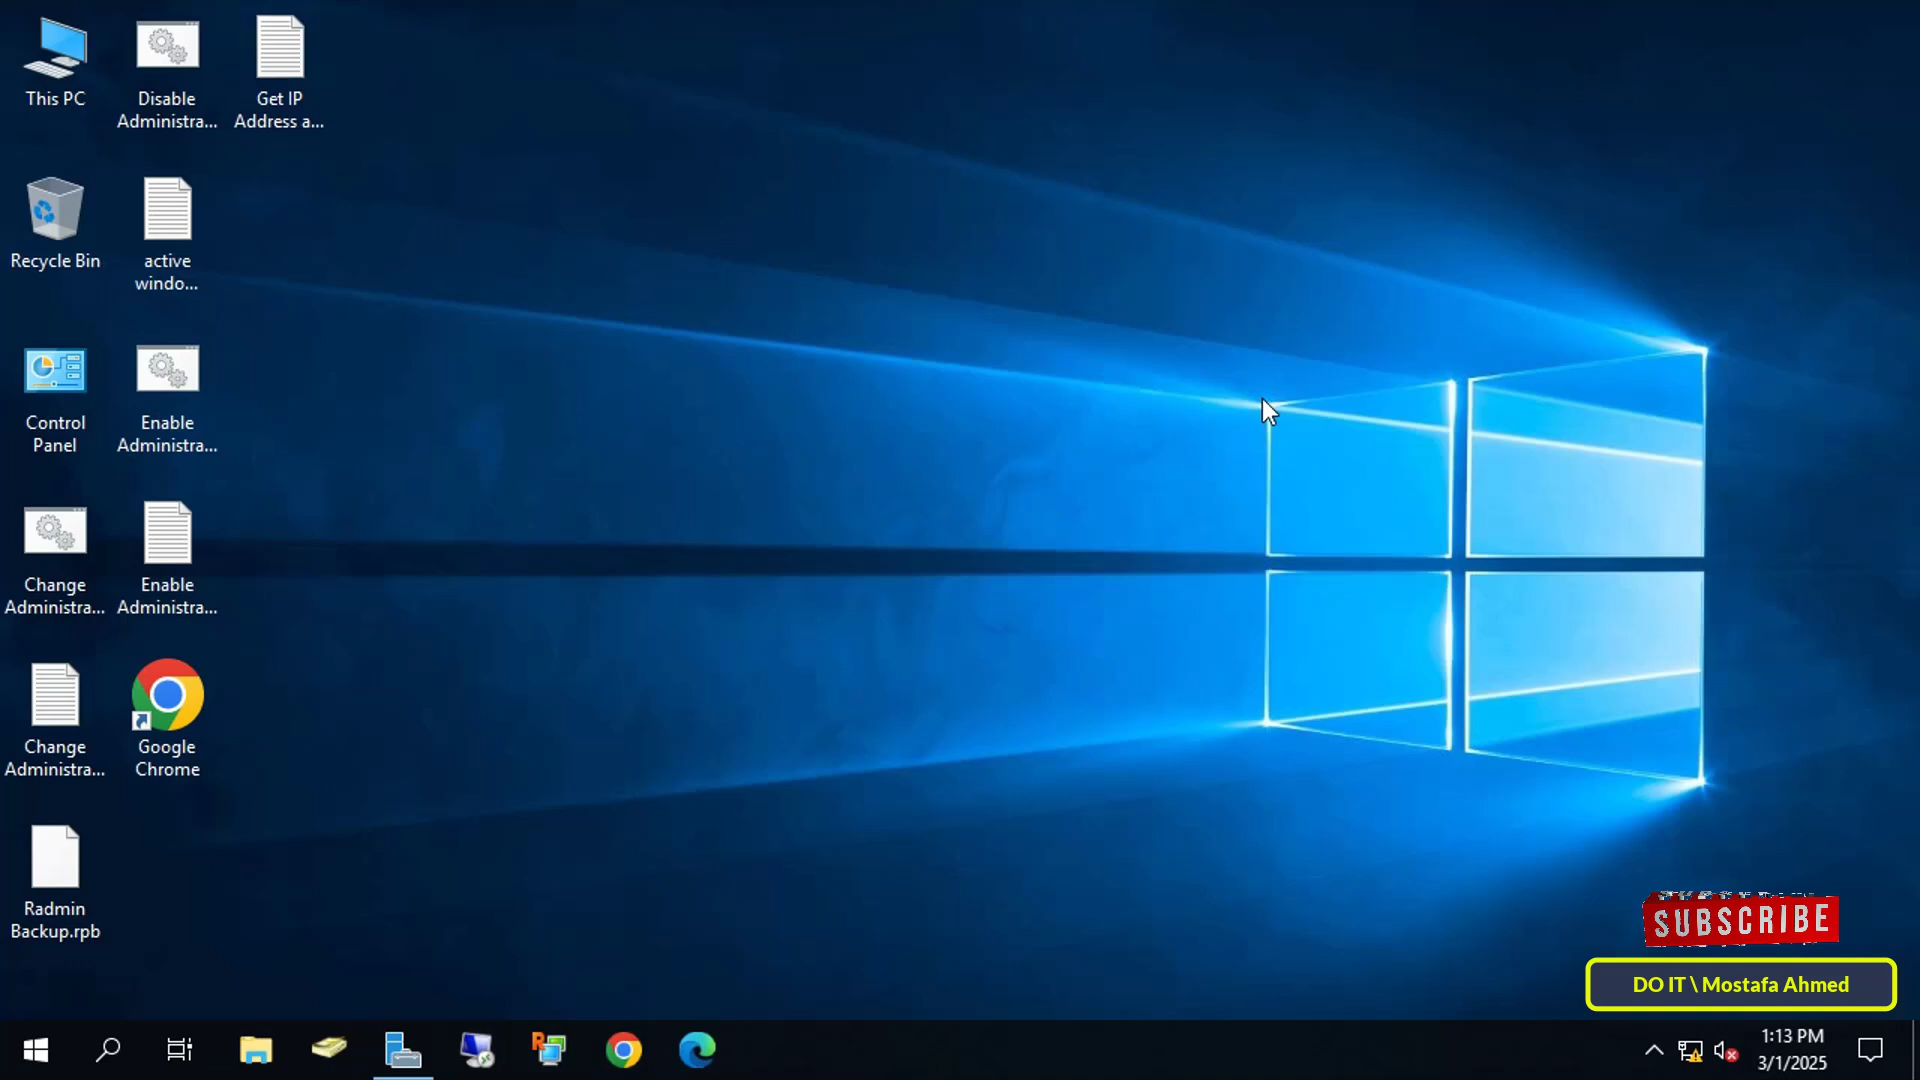 This PC
Disable
Administra...
Get IP
Address a...
Recycle Bin
active
windo...
Control
Panel
Enable
Administra...
Change
Administra...
Enable
Administra...
Change
Administra...
Google
Chrome
Radmin
Backup.rpb
SUBSCRIBE
DO IT \ Mostafa Ahmed
R
1:13 PM
3/1/2025